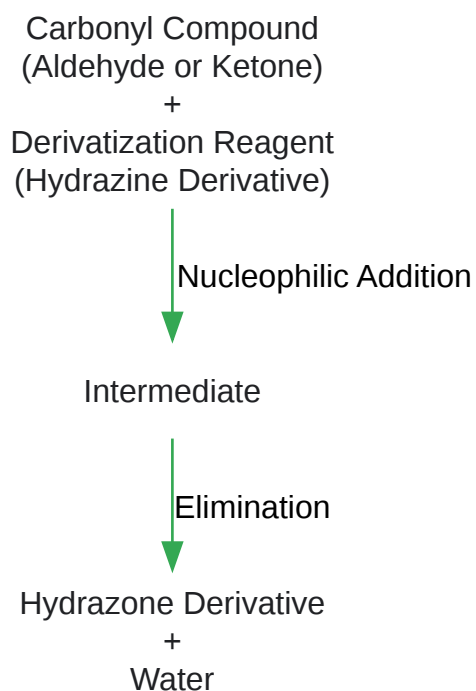 Carbonyl Compound
(Aldehyde or Ketone)
+
Derivatization Reagent
(Hydrazine Derivative)
Nucleophilic Addition
Intermediate
Elimination
Hydrazone Derivative
+
Water